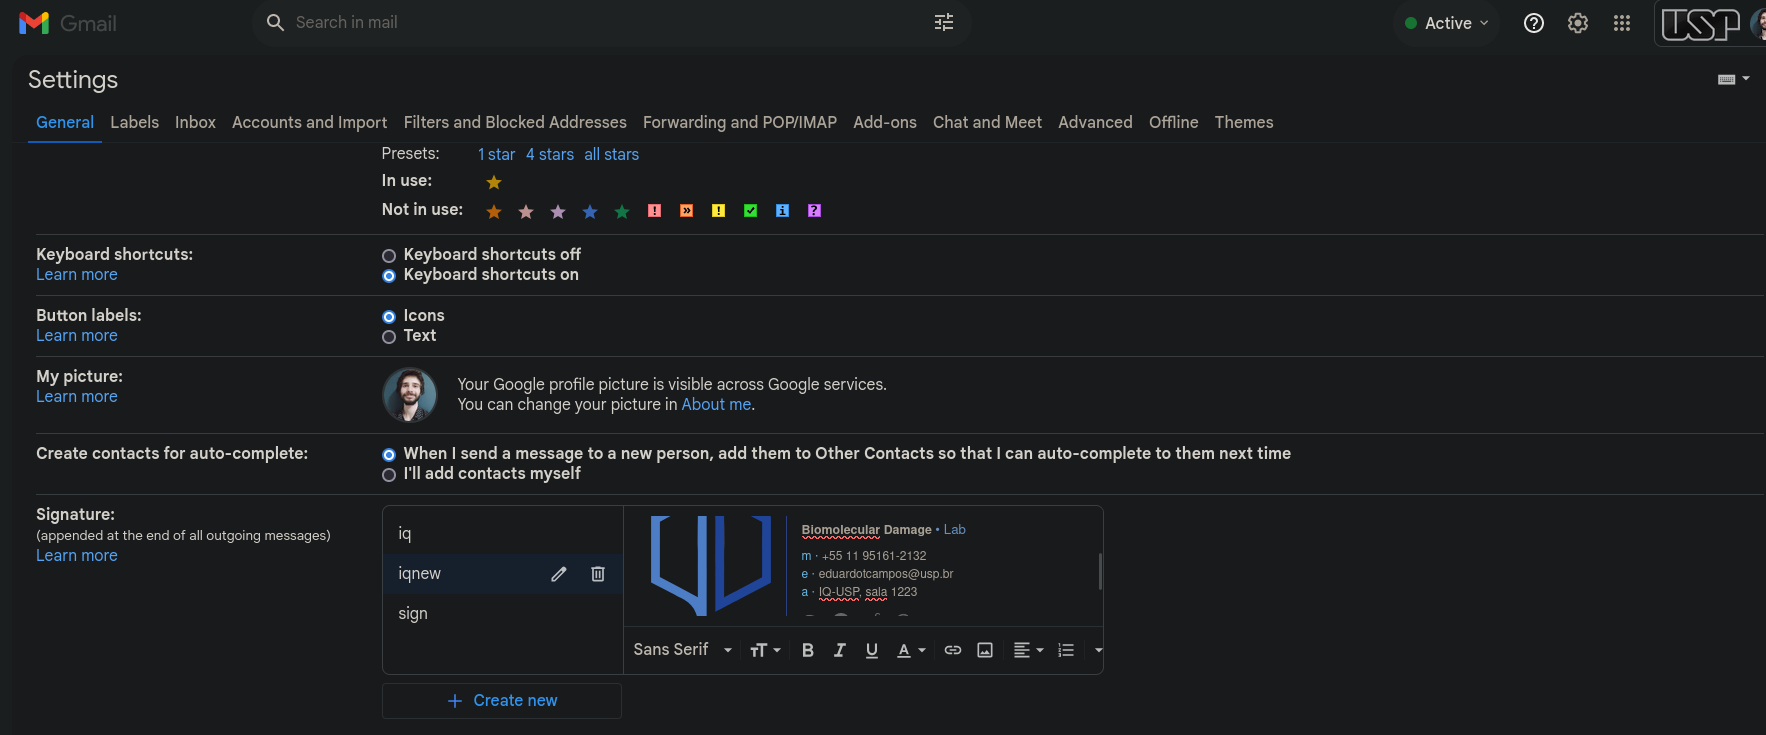 Gmail
Search in mail
Active
USP
Settings
General Labels Inbox Accounts and Import Filters and Blocked Addresses Forwarding and POP/IMAP Add-ons Chat and Meet Advanced Offline Themes
Presets: 1 star 4 stars all stars
In use:
Not in use:
Keyboard shortcuts:
Learn more
Keyboard shortcuts off
Keyboard shortcuts on
Button labels:
Learn more
Icons
Text
My picture:
Learn more
Your Google profile picture is visible across Google services.
You can change your picture in About me.
Create contacts for auto-complete:
When I send a message to a new person, add them to Other Contacts so that I can auto-complete to them next time
I'll add contacts myself
Signature:
(appended at the end of all outgoing messages)
Learn more
iq
iqnew
sign
Biomolecular Damage • Lab
m · +55 11 95161-2132
e · eduardotcampos@usp.br
a · IQ-USP, sala 1223
Sans Serif
Create new